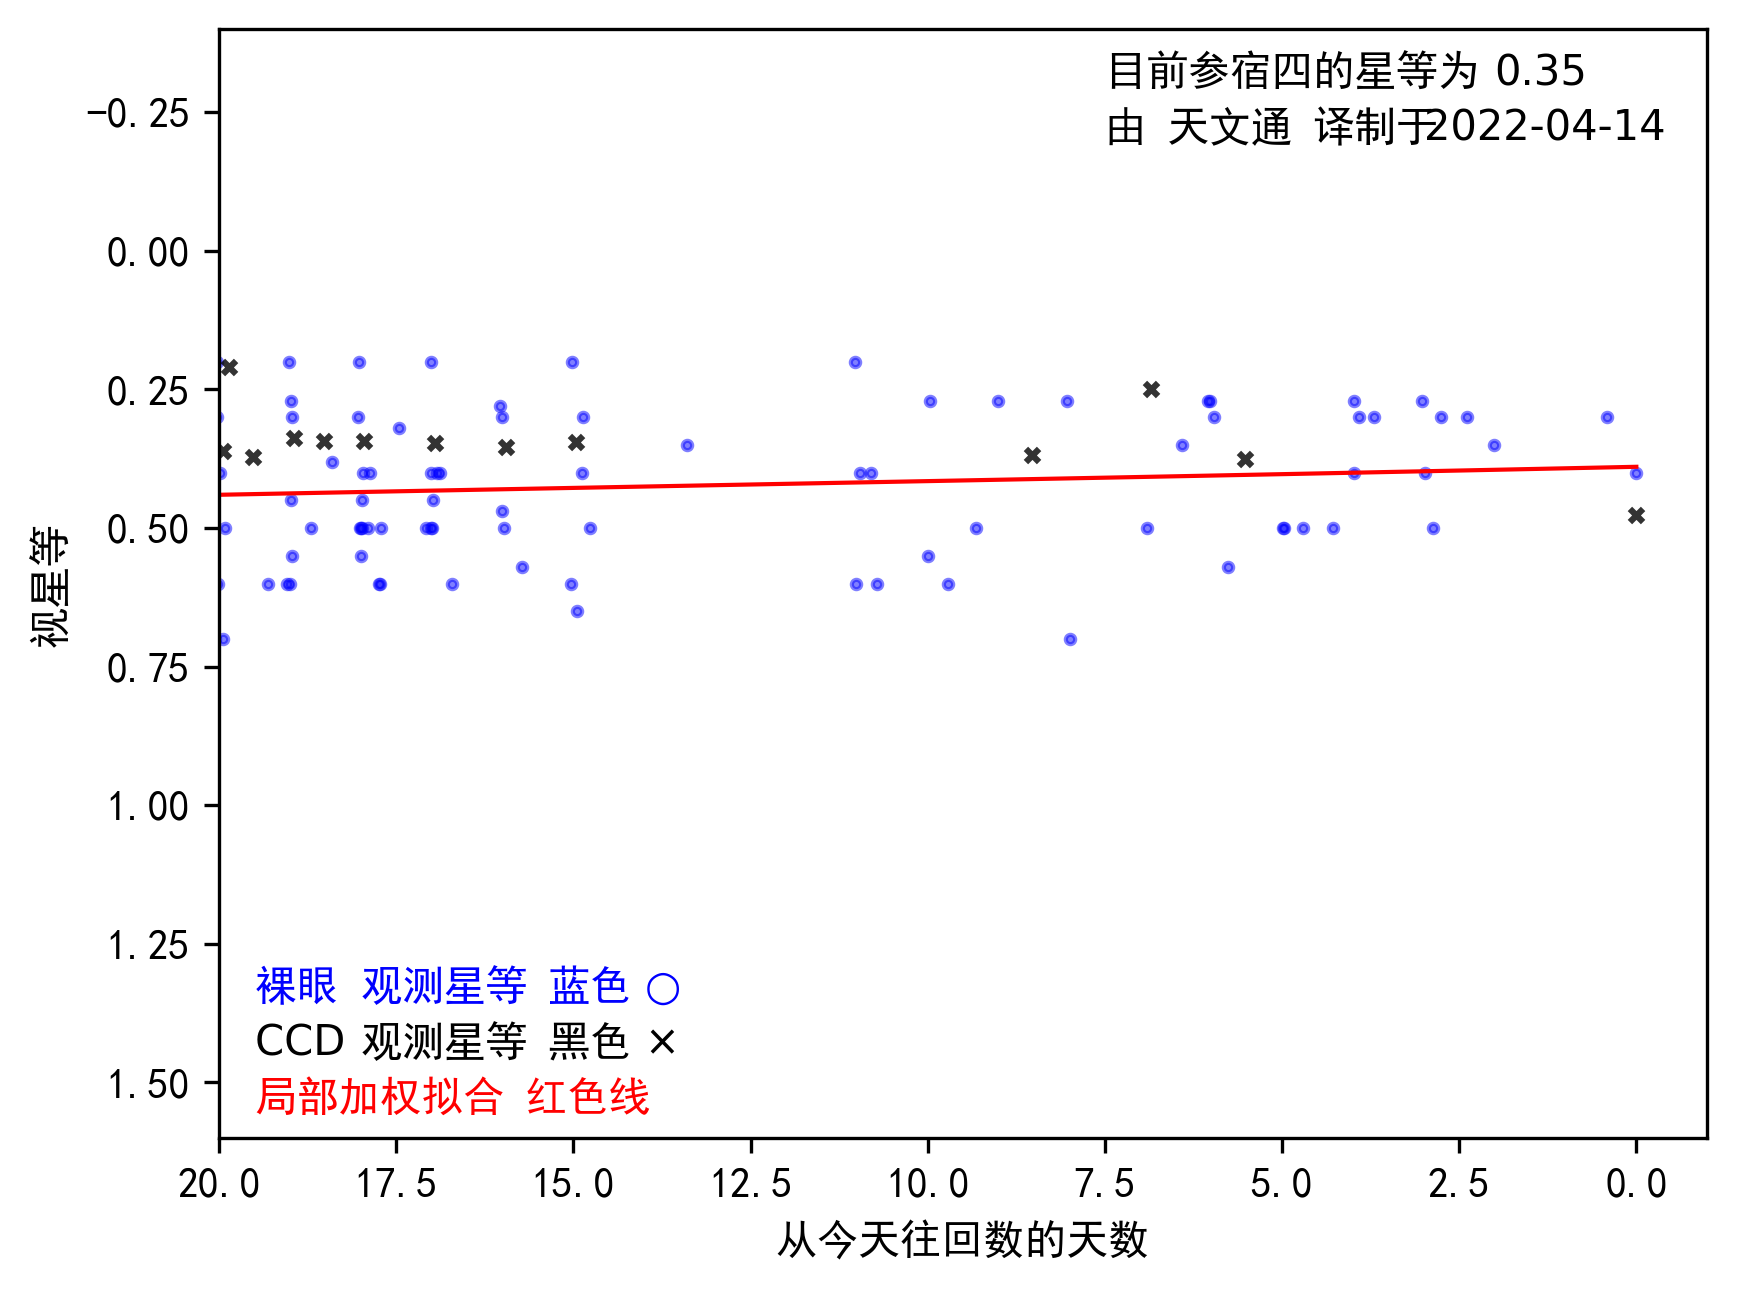 目前参宿四的星等为 0.35
由 天文通 译制于2022-04-14
-0.25
0.00
0.25
0.50
0.75
1.00
1.25
1.50
视星等
裸眼 观测星等 蓝色 ○
CCD 观测星等 黑色 ×
局部加权拟合 红色线
20.0 17.5 15.0 12.5 10.0 7.5 5.0 2.5 0.0
从今天往回数的天数